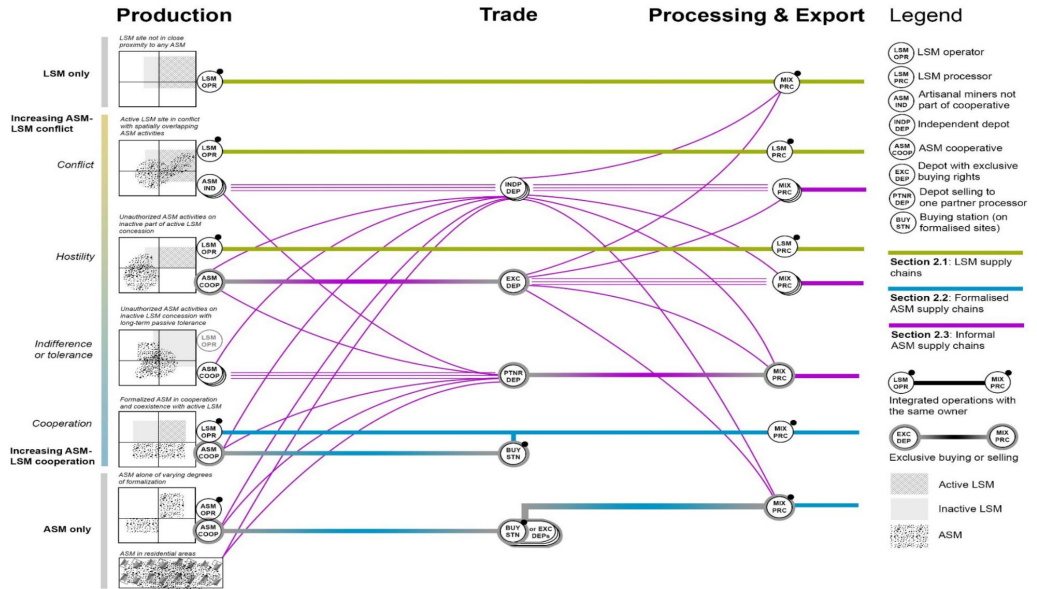 Production
Trade
Processing & Export
Legend
LSM site not in close
proximity to any ASM
LSM only
LSM
OPR
MIX
PRC
Increasing ASM-
LSM conflict
Active LSM site in conflict
with spatially overlapping
ASM activities
Conflict
LSM
OPR
LSM
PRC
ASM
IND
INDP
DEP
MIX
PRC
Unauthorized ASM activities on
inactive part of active LSM
concession
Hostility
LSM
OPR
LSM
PRC
ASM
COOP
EXC
DEP
MIX
PRC
Unauthorized ASM activities on
inactive LSM concession with
long-term passive tolerance
Indifference
or tolerance
LSM
OPR
ASM
COOP
PTNR
DEP
MIX
PRC
Formalized ASM in cooperation
and coexistence with active LSM
Cooperation
LSM
OPR
MIX
PRC
Increasing ASM-
LSM cooperation
ASM
COOP
BUY
STN
ASM alone of varying degrees
of formalization
ASM only
ASM
OPR
ASM
COOP
BUY
STN
or EXC
DEPs
MIX
PRC
ASM in residential areas
LSM
OPR
LSM operator
LSM
PRC
LSM processor
ASM
IND
Artisanal miners not
part of cooperative
INDP
DEP
Independent depot
ASM
COOP
ASM cooperative
EXC
DEP
Depot with exclusive
buying rights
PTNR
DEP
Depot selling to
one partner processor
BUY
STN
Buying station (on
formalised sites)
Section 2.1: LSM supply
chains
Section 2.2: Formalised
ASM supply chains
Section 2.3: Informal
ASM supply chains
LSM
OPR
MIX
PRC
Integrated operations with
the same owner
EXC
DEP
MIX
PRC
Exclusive buying or selling
Active LSM
Inactive LSM
ASM